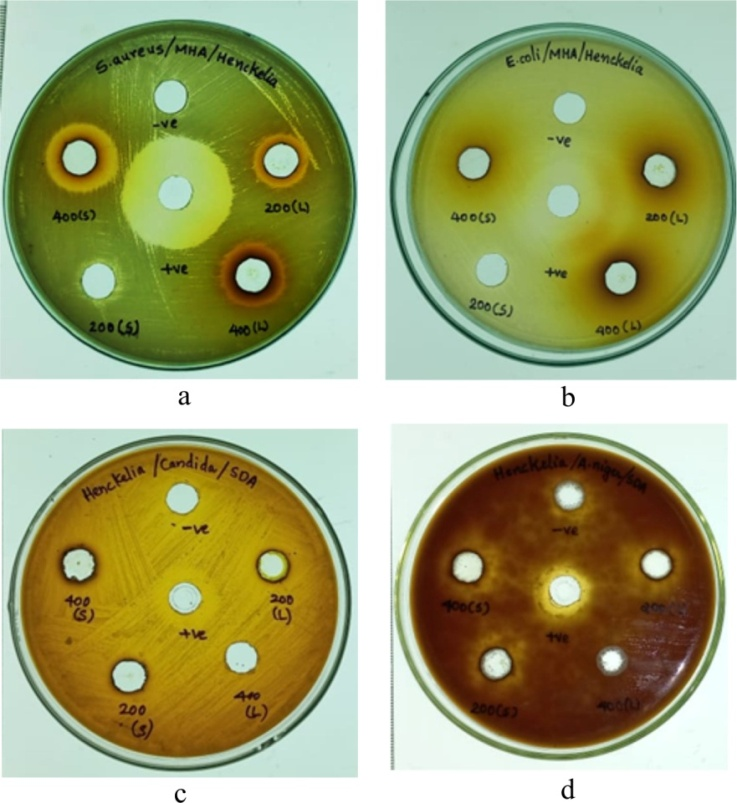 S.aureus/MHA/Henckelia
-ve
400(S)
200(L)
+ve
200(S)
400(L)
a
E.coli/MHA/Henckelia
-ve
400(S)
200(L)
+ve
200(S)
400(L)
b
Henckelia/Candida/SDA
-ve
400
(S)
200
(L)
+ve
200
(S)
400
(L)
c
Henckelia/A.niger/SDA
-ve
400(S)
200(L)
+ve
200(S)
400(L)
d